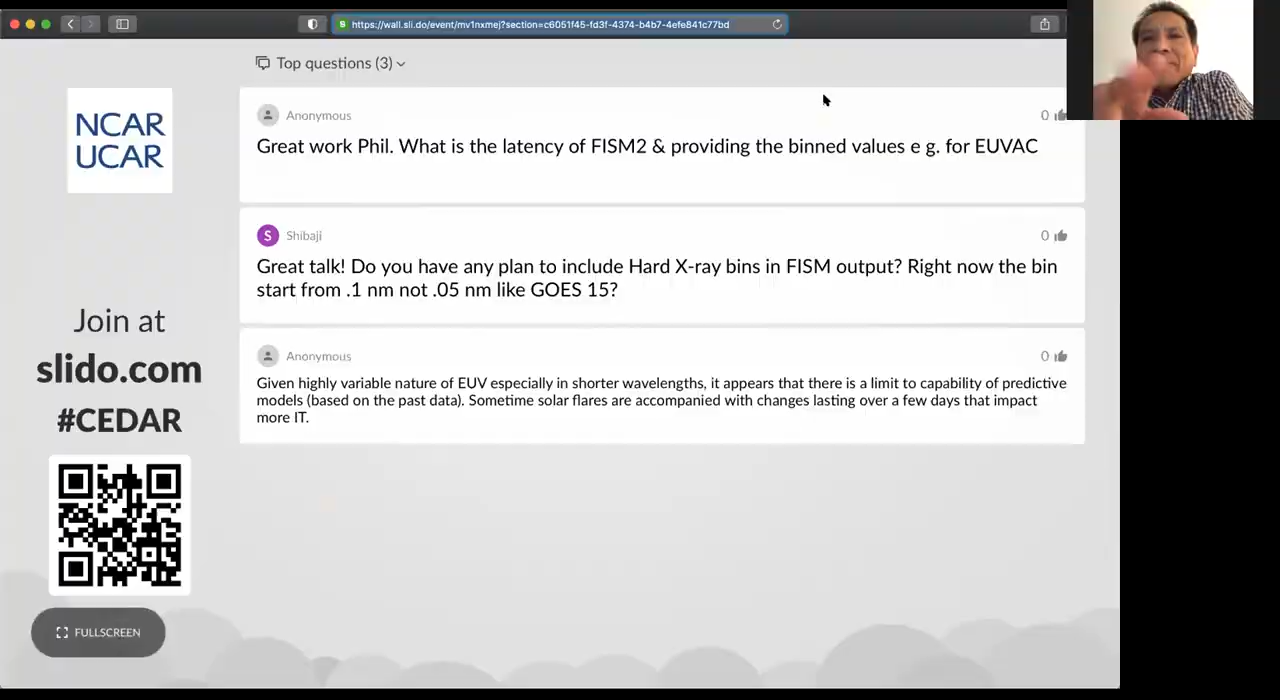 https://wall.sli.do/event/mv1nxmej?section=c6051f45-fd3f-4374-b4b7-4efe841c77bd
Top questions (3)
NCAR
UCAR
Anonymous
0
Great work Phil. What is the latency of FISM2 & providing the binned values e g. for EUVAC
S
Shibaji
0
Great talk! Do you have any plan to include Hard X-ray bins in FISM output? Right now the bin
start from .1 nm not .05 nm like GOES 15?
Join at
slido.com
#CEDAR
Anonymous
0
Given highly variable nature of EUV especially in shorter wavelengths, it appears that there is a limit to capability of predictive
models (based on the past data). Sometime solar flares are accompanied with changes lasting over a few days that impact
more IT.
FULLSCREEN